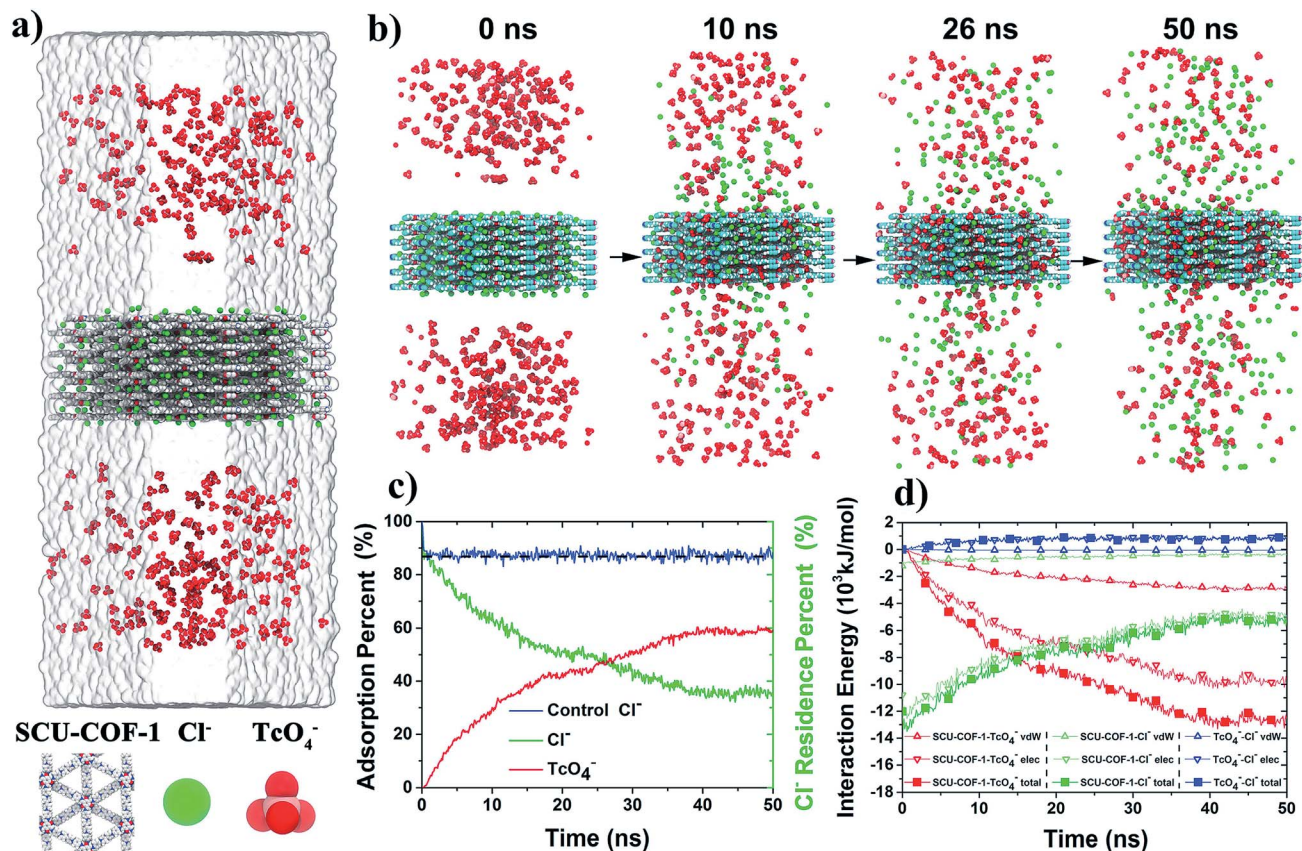 a)
SCU-COF-1 Cl⁻ TcO₄⁻
b)
0 ns 10 ns 26 ns 50 ns
c)
Adsorption Percent (%)
100
80
60
40
20
0
Control Cl⁻
Cl⁻
TcO₄⁻
0 10 20 30 40 50
Time (ns)
Cl⁻ Residence Percent (%)
d)
Interaction Energy (10³kJ/mol)
2
0
-2
-4
-6
-8
-10
-12
-14
-16
-18
SCU-COF-1-TcO₄⁻ vdW SCU-COF-1-Cl⁻ vdW TcO₄⁻-Cl⁻ vdW
SCU-COF-1-TcO₄⁻ elec SCU-COF-1-Cl⁻ elec TcO₄⁻-Cl⁻ elec
SCU-COF-1-TcO₄⁻ total SCU-COF-1-Cl⁻ total TcO₄⁻-Cl⁻ total
0 10 20 30 40 50
Time (ns)